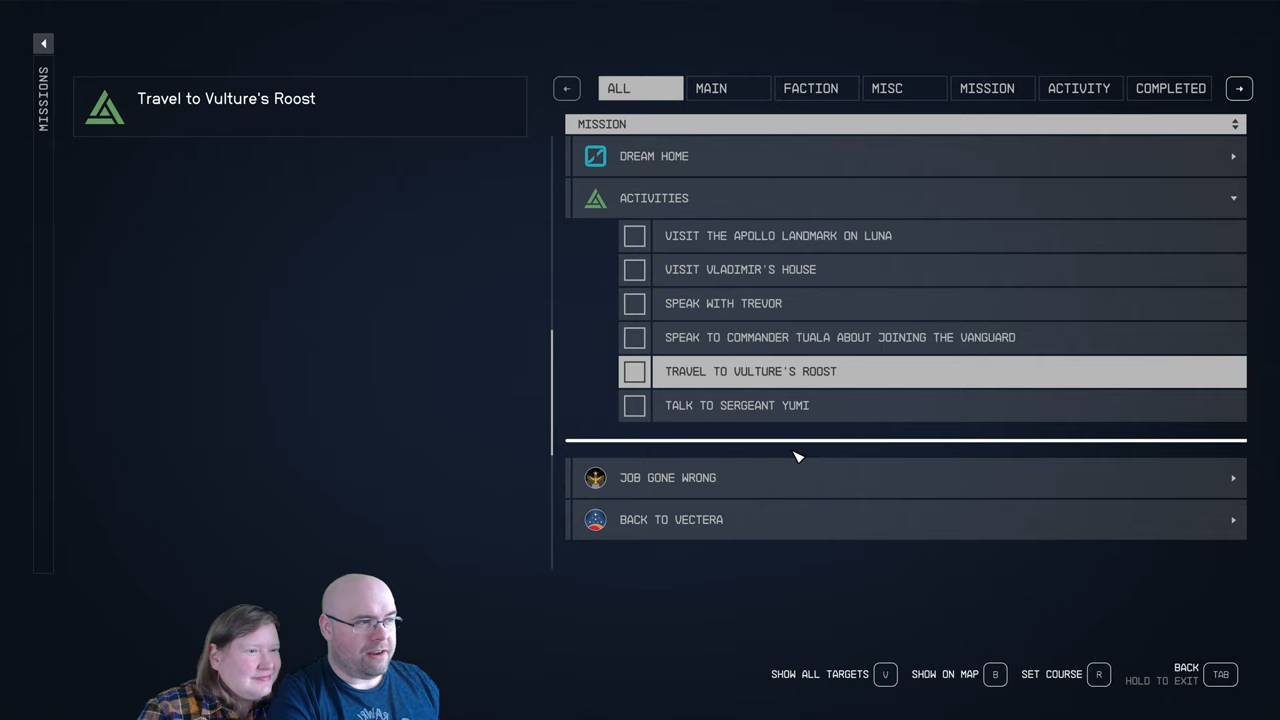 MISSIONS
Travel to Vulture's Roost
ALL
MAIN
FACTION
MISC
MISSION
ACTIVITY
COMPLETED
MISSION
DREAM HOME
ACTIVITIES
VISIT THE APOLLO LANDMARK ON LUNA
VISIT VLADIMIR'S HOUSE
SPEAK WITH TREVOR
SPEAK TO COMMANDER TUALA ABOUT JOINING THE VANGUARD
TRAVEL TO VULTURE'S ROOST
TALK TO SERGEANT YUMI
JOB GONE WRONG
BACK TO VECTERA
SHOW ALL TARGETS V
SHOW ON MAP B
SET COURSE R
BACK
HOLD TO EXIT TAB